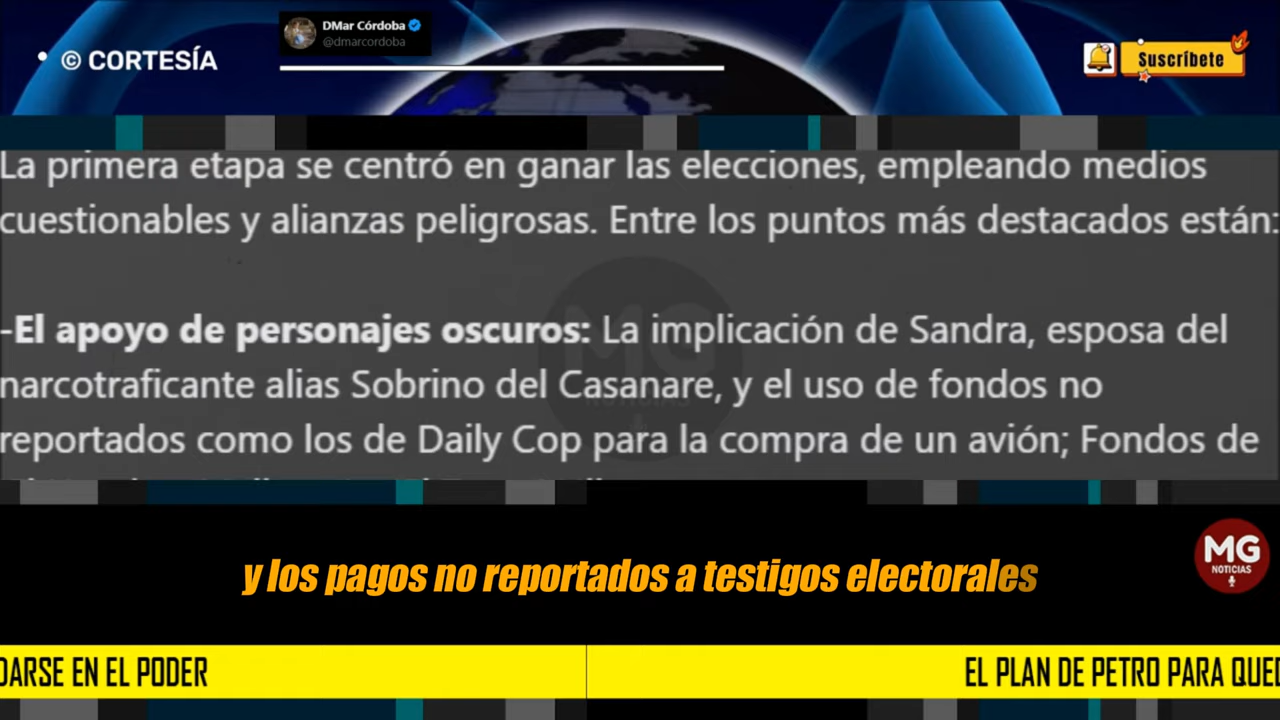 DMar Córdoba
@dmarcordoba
© CORTESÍA
Suscríbete
La primera etapa se centró en ganar las elecciones, empleando medios
cuestionables y alianzas peligrosas. Entre los puntos más destacados están:
-El apoyo de personajes oscuros: La implicación de Sandra, esposa del
narcotraficante alias Sobrino del Casanare, y el uso de fondos no
reportados como los de Daily Cop para la compra de un avión; Fondos de
y los pagos no reportados a testigos electorales
MG
NOTICIAS
DARSE EN EL PODER
EL PLAN DE PETRO PARA QUED